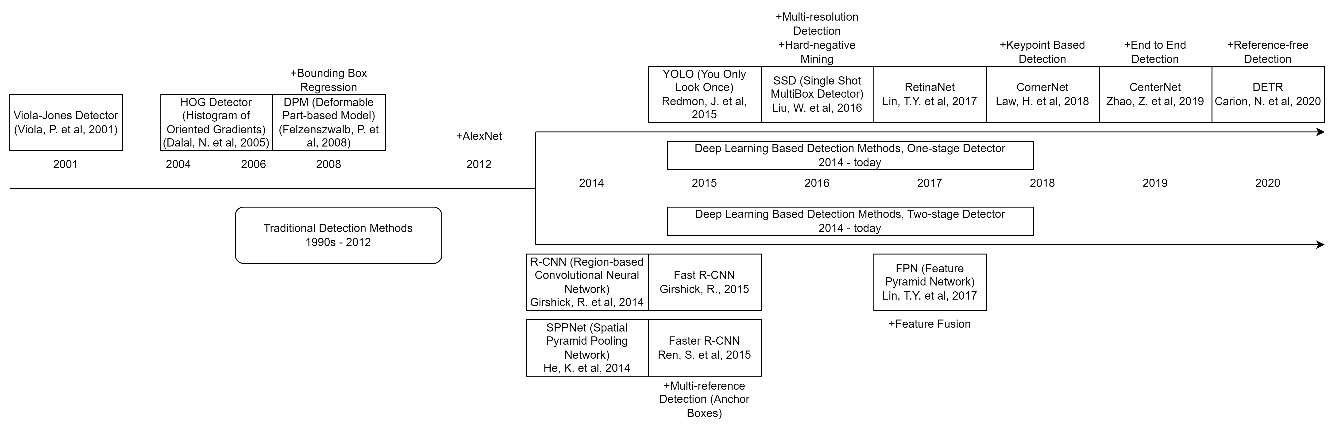 +Multi-resolution
Detection
+Hard-negative
Mining
+Keypoint Based
Detection
+End to End
Detection
+Reference-free
Detection
+Bounding Box
Regression
Viola-Jones Detector
(Viola, P. et al, 2001)
HOG Detector
(Histogram of
Oriented Gradients)
(Dalal, N. et al, 2005)
DPM (Deformable
Part-based Model)
(Felzenszwalb, P. et
al, 2008)
YOLO (You Only
Look Once)
Redmon, J. et al,
2015
SSD (Single Shot
MultiBox Detector)
Liu, W. et al, 2016
RetinaNet
Lin, T.Y. et al, 2017
CornerNet
Law, H. et al, 2018
CenterNet
Zhao, Z. et al, 2019
DETR
Carion, N. et al, 2020
+AlexNet
2001
2004
2006
2008
2012
Deep Learning Based Detection Methods, One-stage Detector
2014 - today
2014
2015
2016
2017
2018
2019
2020
Traditional Detection Methods
1990s - 2012
Deep Learning Based Detection Methods, Two-stage Detector
2014 - today
R-CNN (Region-based
Convolutional Neural
Network)
Girshick, R. et al, 2014
Fast R-CNN
Girshick, R., 2015
FPN (Feature
Pyramid Network)
Lin, T.Y. et al, 2017
+Feature Fusion
SPPNet (Spatial
Pyramid Pooling
Network)
He, K. et al, 2014
Faster R-CNN
Ren, S. et al, 2015
+Multi-reference
Detection (Anchor
Boxes)